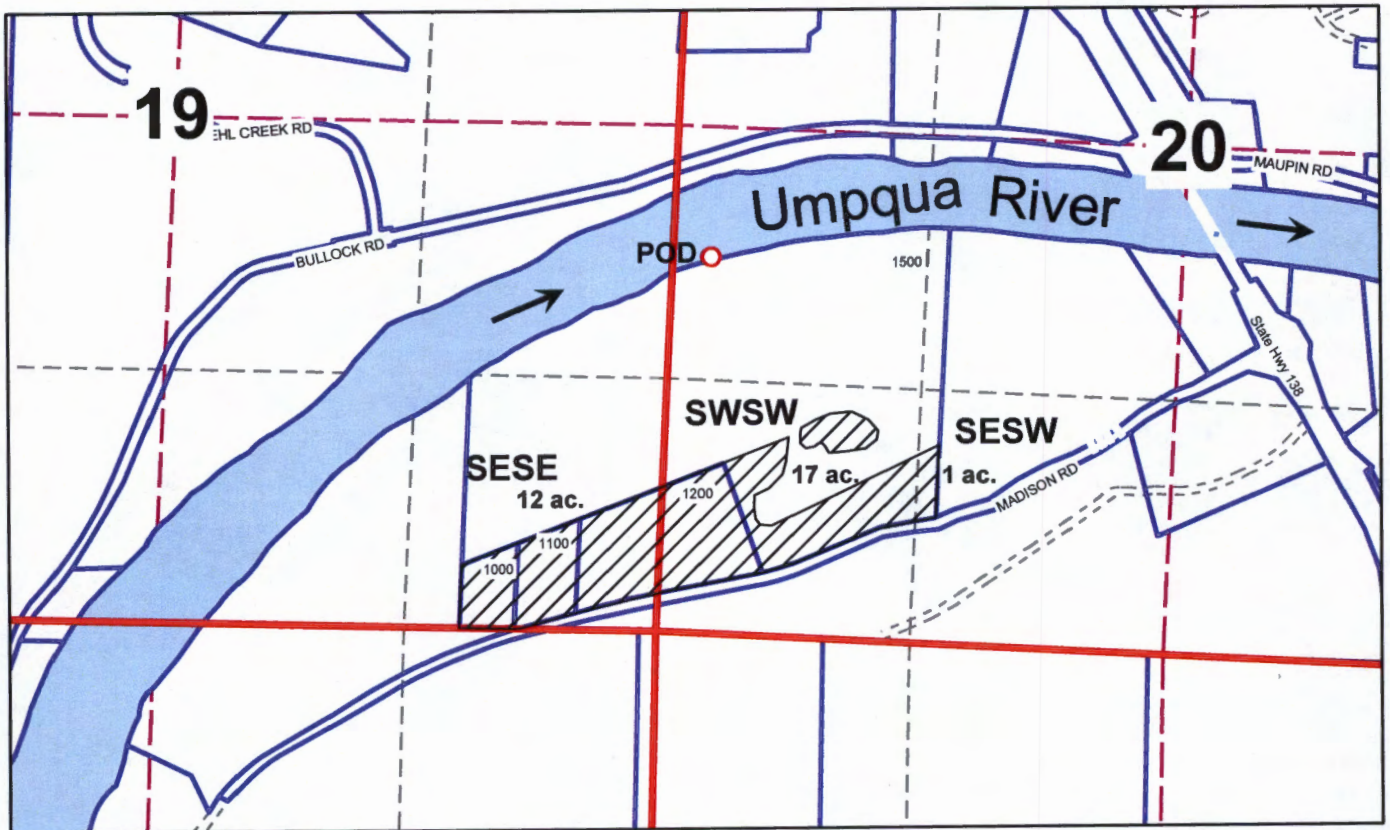 19
20
EHL CREEK RD
MAUPIN RD
Umpqua River
BULLOCK RD
POD
1500
State Hwy 138
SWSW
SESW
SESE
17 ac.
1 ac.
12 ac.
1200
MADISON RD
1100
1000